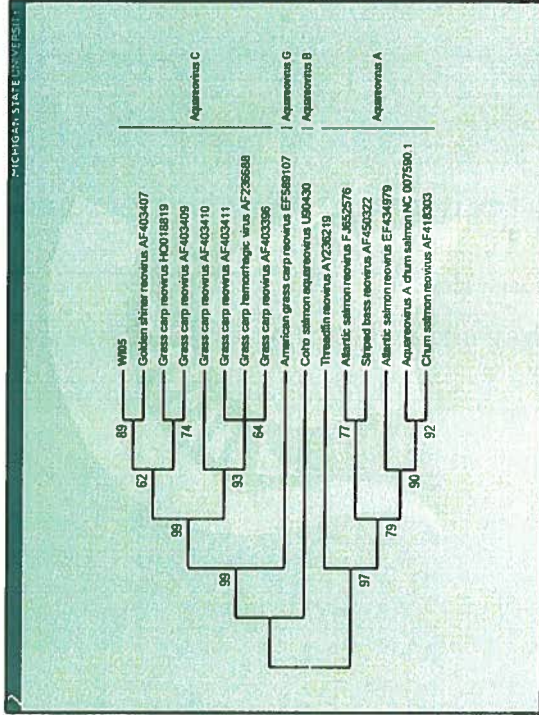 MICHIGAN STATE UNIVERSITY
WI05
Golden shiner reovirus AF403407
Grass carp reovirus HO018819
Grass carp reovirus AF403409
Grass carp reovirus AF403410
Grass carp reovirus AF403411
Grass carp hemorrhagic virus AF236688
Grass carp reovirus AF403396
American grass carp reovirus EF589107
Coho salmon aquareovirus U90430
Threadfin reovirus AY236219
Atlantic salmon reovirus FJ652576
Striped bass reovirus AF450322
Atlantic salmon reovirus EF434979
Aquareovirus A chum salmon NC 007590.1
Chum salmon reovirus AF418303
Aquareovirus C
Aquareovirus G
Aquareovirus B
Aquareovirus A
89
62
74
99
93
64
99
77
79
90
92
97